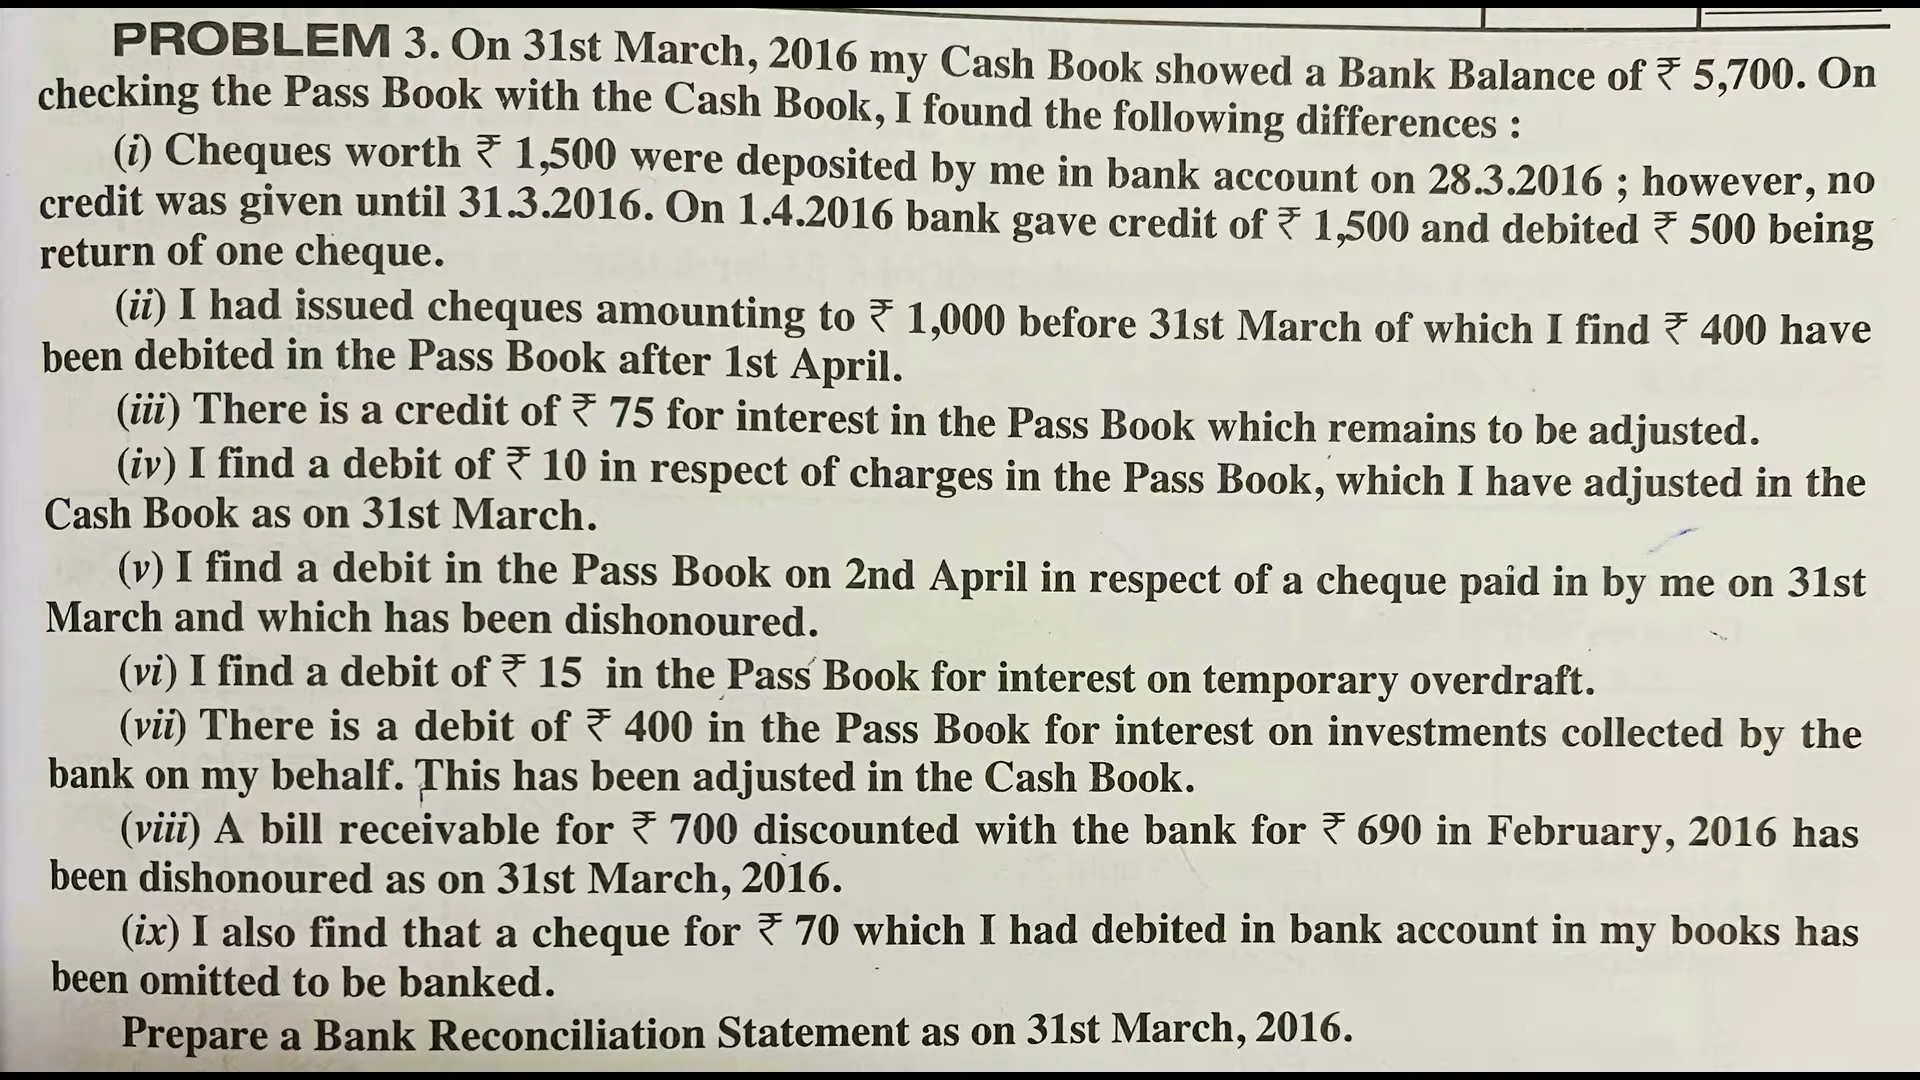 PROBLEM 3. On 31st March, 2016 my Cash Book showed a Bank Balance of ₹ 5,700. On
checking the Pass Book with the Cash Book, I found the following differences :
(i) Cheques worth ₹ 1,500 were deposited by me in bank account on 28.3.2016 ; however, no
credit was given until 31.3.2016. On 1.4.2016 bank gave credit of ₹ 1,500 and debited ₹ 500 being
return of one cheque.
(ii) I had issued cheques amounting to ₹ 1,000 before 31st March of which I find ₹ 400 have
been debited in the Pass Book after 1st April.
(iii) There is a credit of ₹ 75 for interest in the Pass Book which remains to be adjusted.
(iv) I find a debit of ₹ 10 in respect of charges in the Pass Book, which I have adjusted in the
Cash Book as on 31st March.
(v) I find a debit in the Pass Book on 2nd April in respect of a cheque paid in by me on 31st
March and which has been dishonoured.
(vi) I find a debit of ₹ 15 in the Pass Book for interest on temporary overdraft.
(vii) There is a debit of ₹ 400 in the Pass Book for interest on investments collected by the
bank on my behalf. This has been adjusted in the Cash Book.
(viii) A bill receivable for ₹ 700 discounted with the bank for ₹ 690 in February, 2016 has
been dishonoured as on 31st March, 2016.
(ix) I also find that a cheque for ₹ 70 which I had debited in bank account in my books has
been omitted to be banked.
Prepare a Bank Reconciliation Statement as on 31st March, 2016.